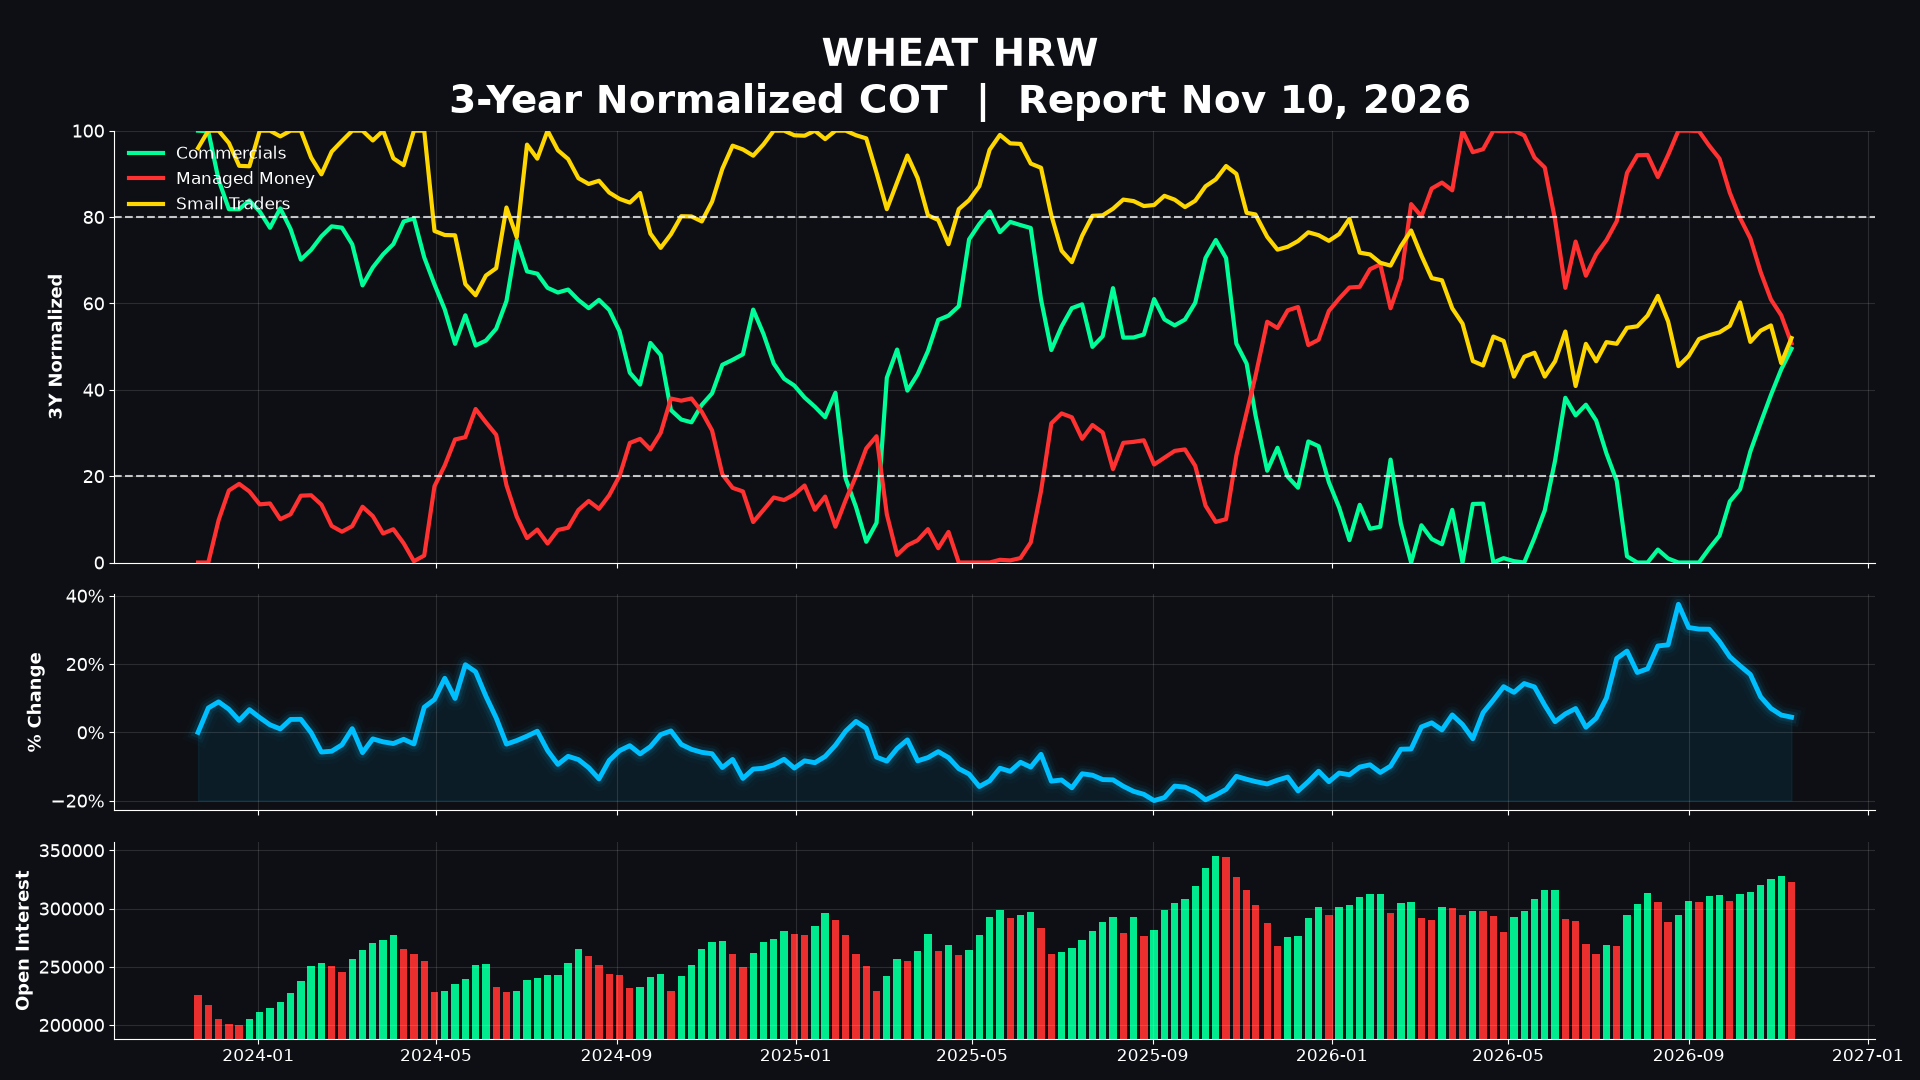 WHEAT HRW
3-Year Normalized COT | Report Nov 10, 2026
3Y Normalized
100
80
60
40
20
0
Commercials
Managed Money
Small Traders
% Change
40%
20%
0%
−20%
Open Interest
350000
300000
250000
200000
2024-01 2024-05 2024-09 2025-01 2025-05 2025-09 2026-01 2026-05 2026-09 2027-01